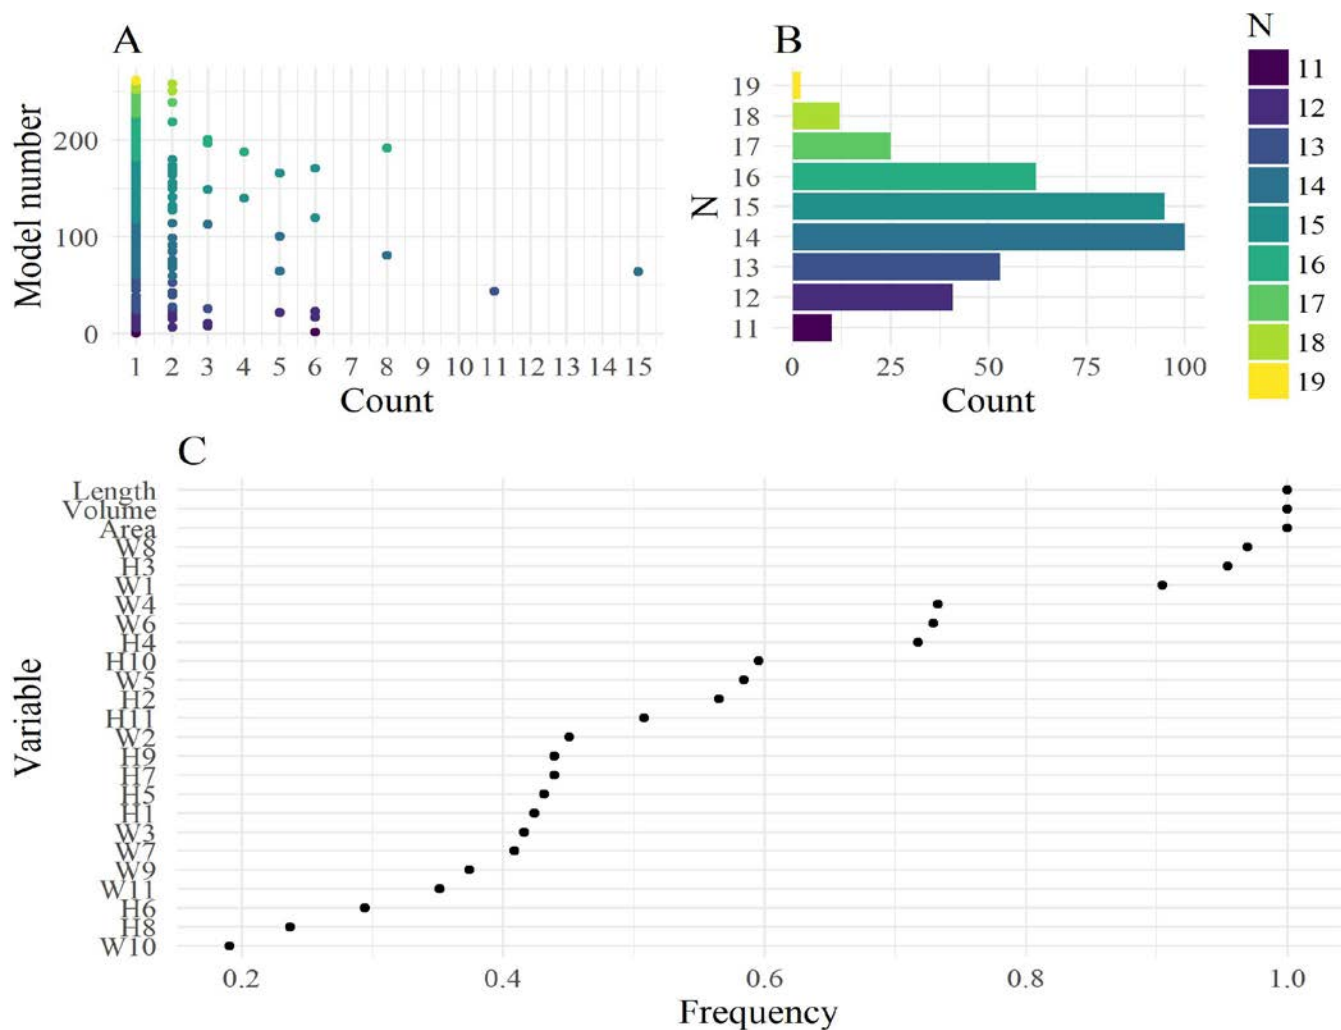 A
Model number
200
100
0
1 2 3 4 5 6 7 8 9 10 11 12 13 14 15
Count
B
N
19
18
17
16
15
14
13
12
11
0 25 50 75 100
Count
N
11
12
13
14
15
16
17
18
19
C
Variable
Length
Volume
Area
W8
H3
W1
W4
W6
H4
H10
W5
H2
H11
W2
H9
H7
H5
H1
W3
W7
W9
W11
H6
H8
W10
0.2 0.4 0.6 0.8 1.0
Frequency